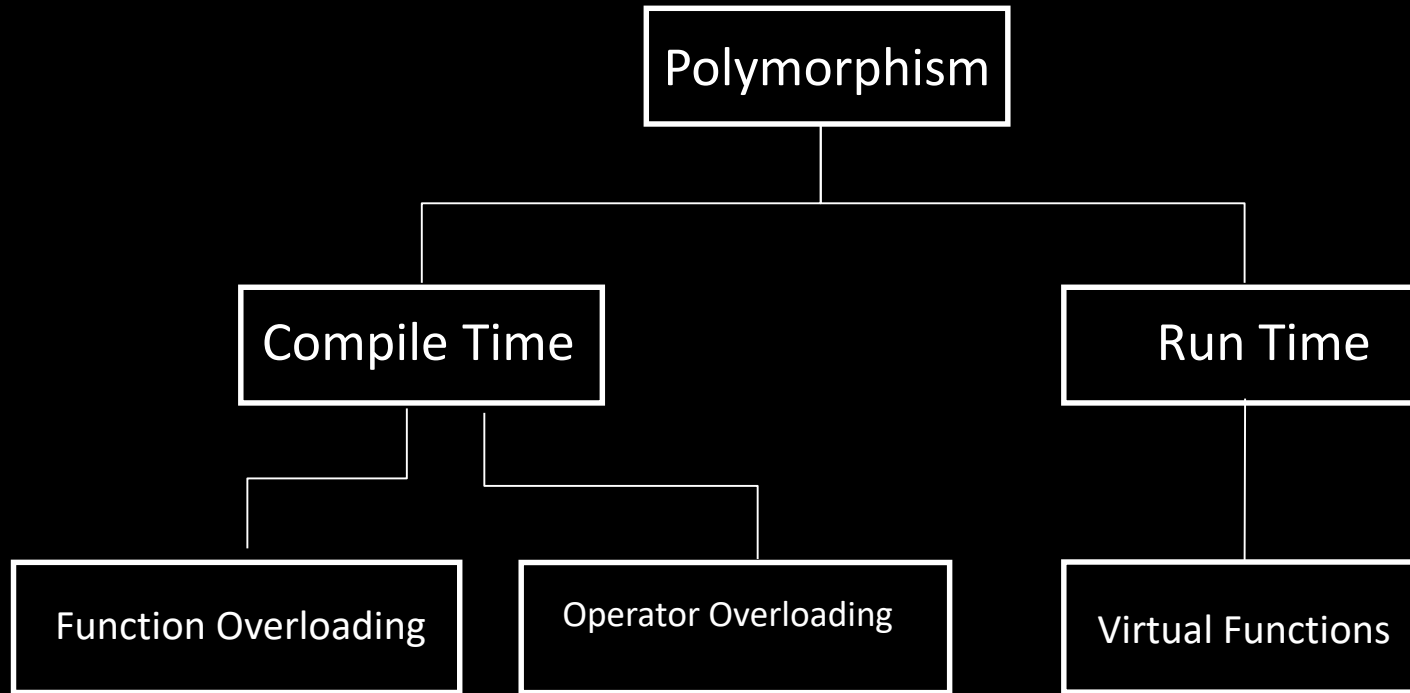 Polymorphism
Compile Time
Run Time
Function Overloading
Operator Overloading
Virtual Functions